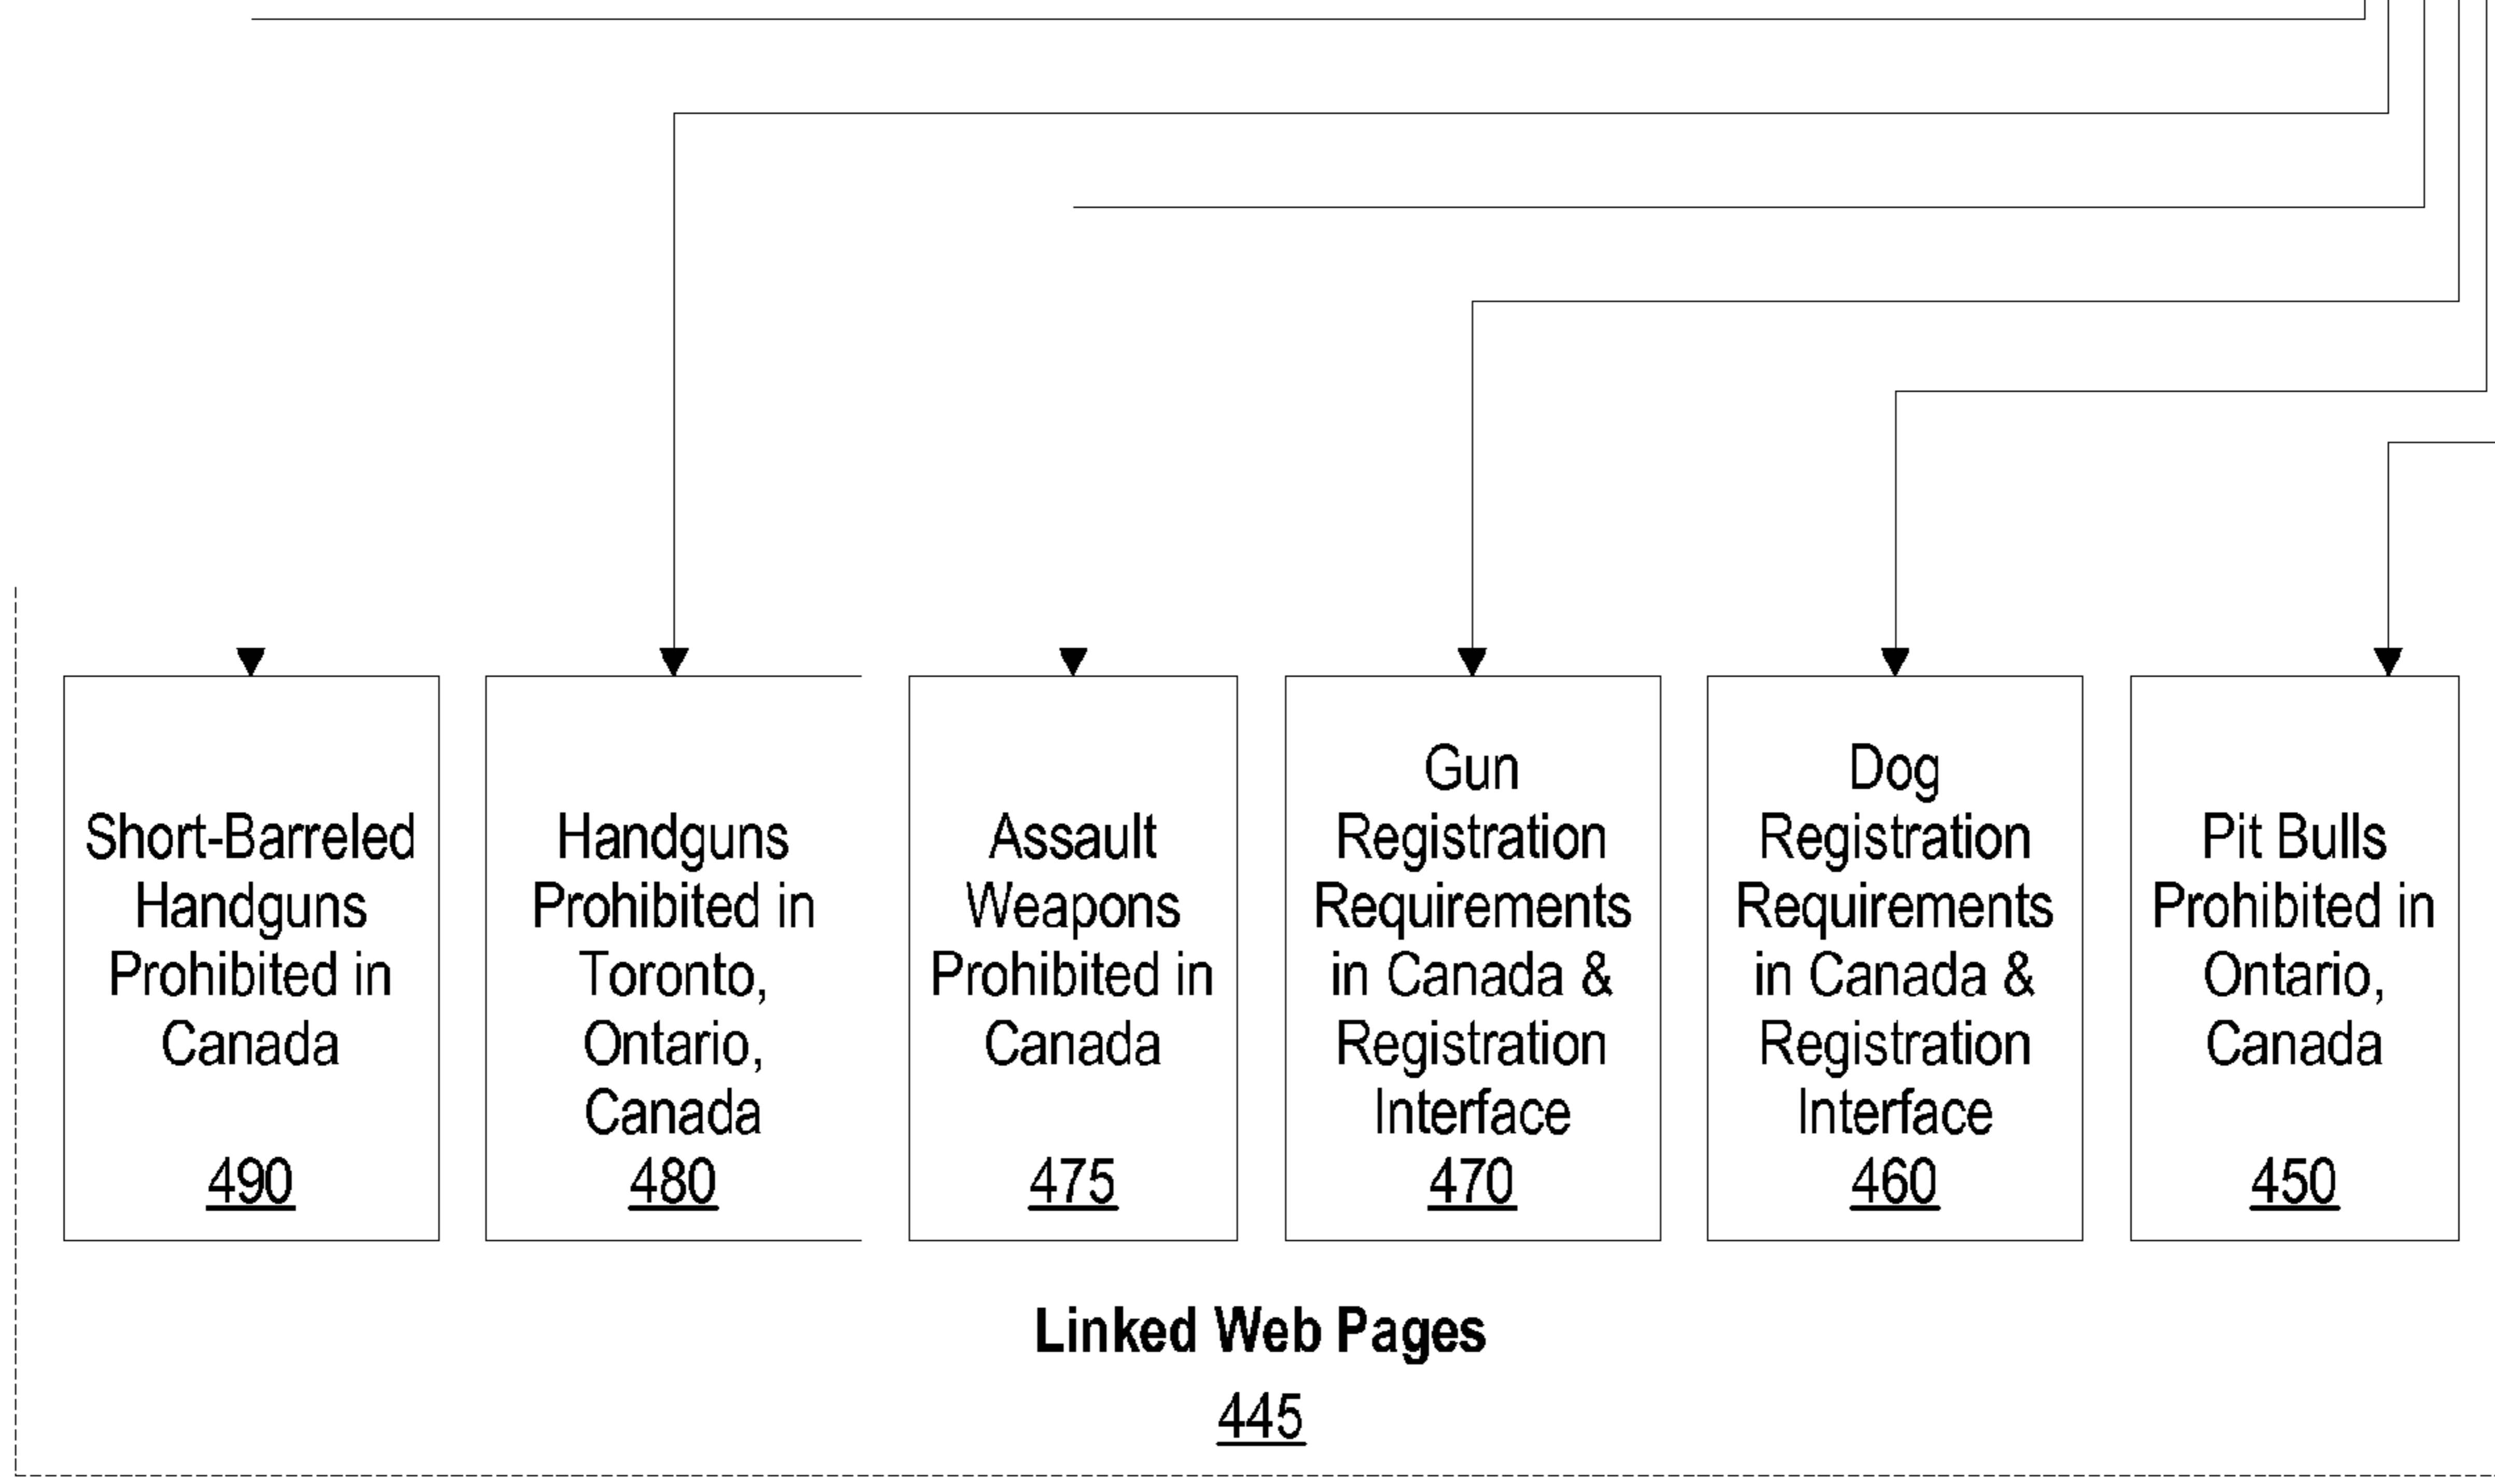 Short-Barreled
Handguns
Prohibited in
Canada
490
Handguns
Prohibited in
Toronto,
Ontario,
Canada
480
Assault
Weapons
Prohibited in
Canada
475
Gun
Registration
Requirements
in Canada &
Registration
Interface
470
Dog
Registration
Requirements
in Canada &
Registration
Interface
460
Pit Bulls
Prohibited in
Ontario,
Canada
450
Linked Web Pages
445